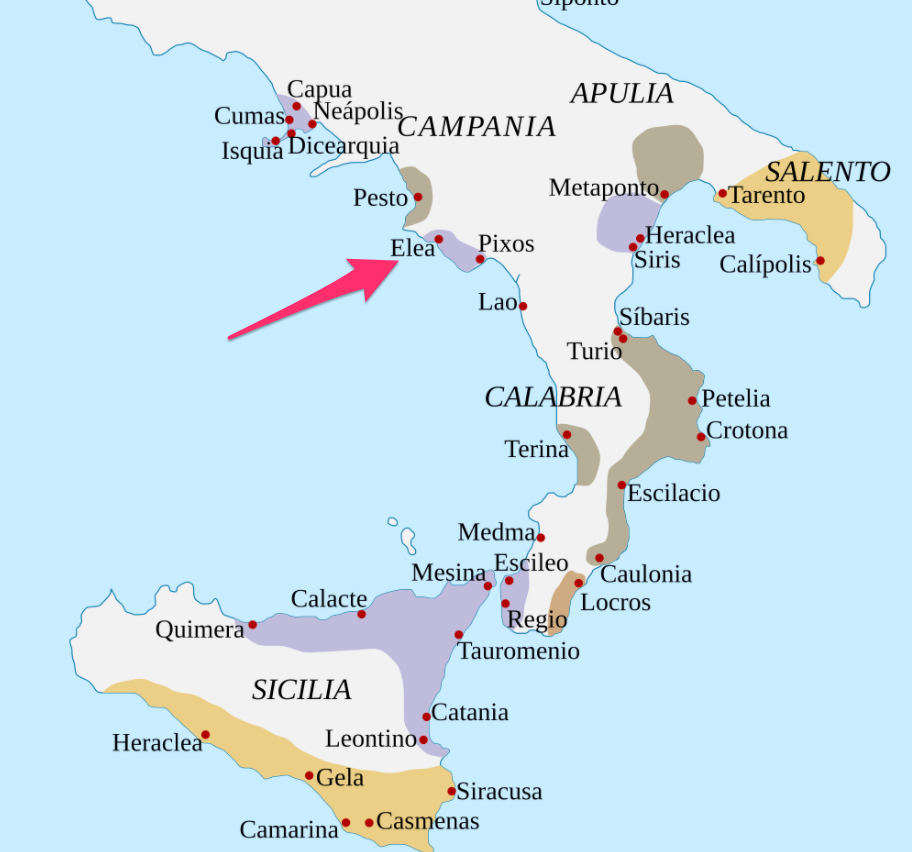 Siponto
Capua
APULIA
Cumas
Neápolis
CAMPANIA
Isquia
Dicearquia
SALENTO
Pesto
Metaponto
Tarento
Elea
Pixos
Heraclea
Siris
Calípolis
Lao
Síbaris
Turio
CALABRIA
Petelia
Crotona
Terina
Escilacio
Medma
Escileo
Mesina
Caulonia
Calacte
Locros
Regio
Quimera
Tauromenio
SICILIA
Catania
Heraclea
Leontino
Gela
Siracusa
Camarina
Casmenas